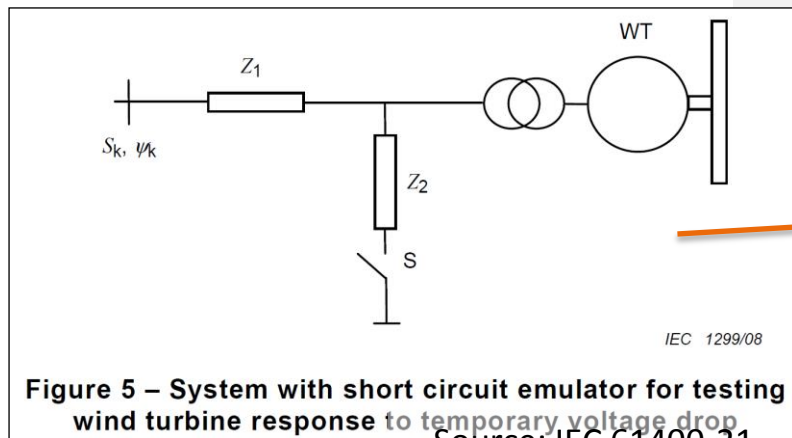 WT
Z1
Sk, ψk
Z2
S
IEC 1299/08
Figure 5 – System with short circuit emulator for testing
wind turbine response to temporary voltage drop
Source: IEC 61400-21